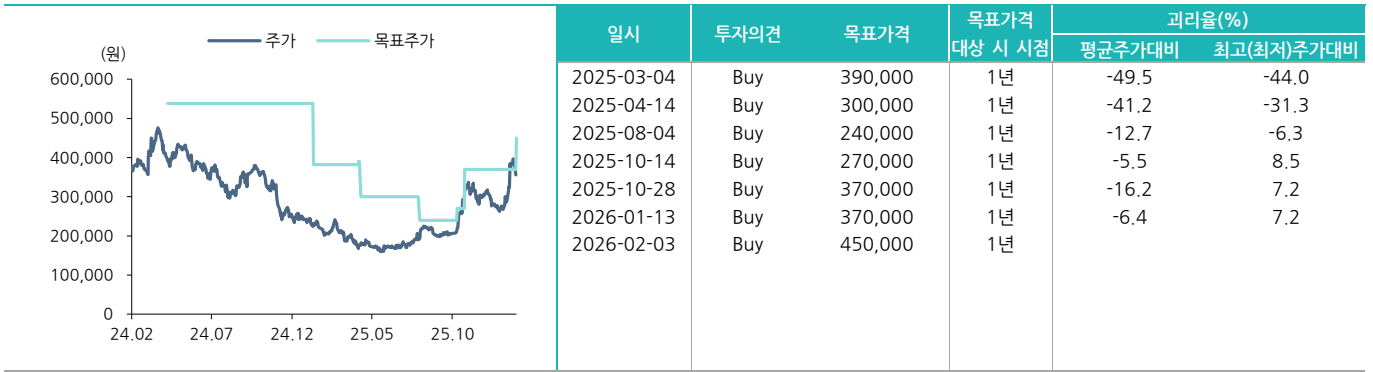 주가 목표주가
(원)
600,000
500,000
400,000
300,000
200,000
100,000
0
24.02 24.07 24.12 25.05 25.10
일시 투자의견 목표가격 목표가격 대상 시 시점 괴리율(%)
평균주가대비 최고(최저)주가대비
2025-03-04 Buy 390,000 1년 -49.5 -44.0
2025-04-14 Buy 300,000 1년 -41.2 -31.3
2025-08-04 Buy 240,000 1년 -12.7 -6.3
2025-10-14 Buy 270,000 1년 -5.5 8.5
2025-10-28 Buy 370,000 1년 -16.2 7.2
2026-01-13 Buy 370,000 1년 -6.4 7.2
2026-02-03 Buy 450,000 1년